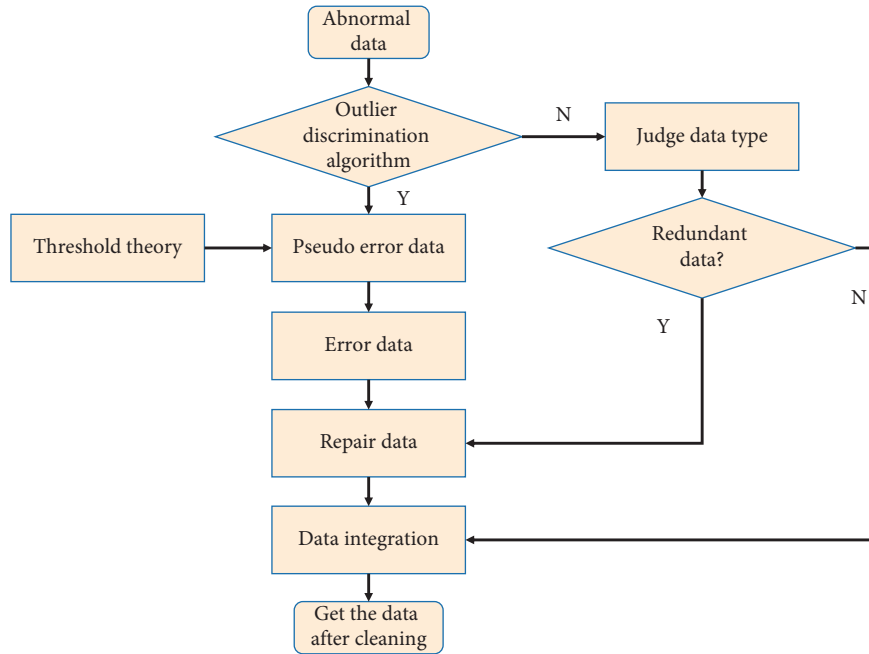 Abnormal
data
Outlier
discrimination
algorithm
N
Judge data type
Y
Threshold theory
Pseudo error data
Redundant
data?
N
Y
Error data
Repair data
Data integration
Get the data
after cleaning